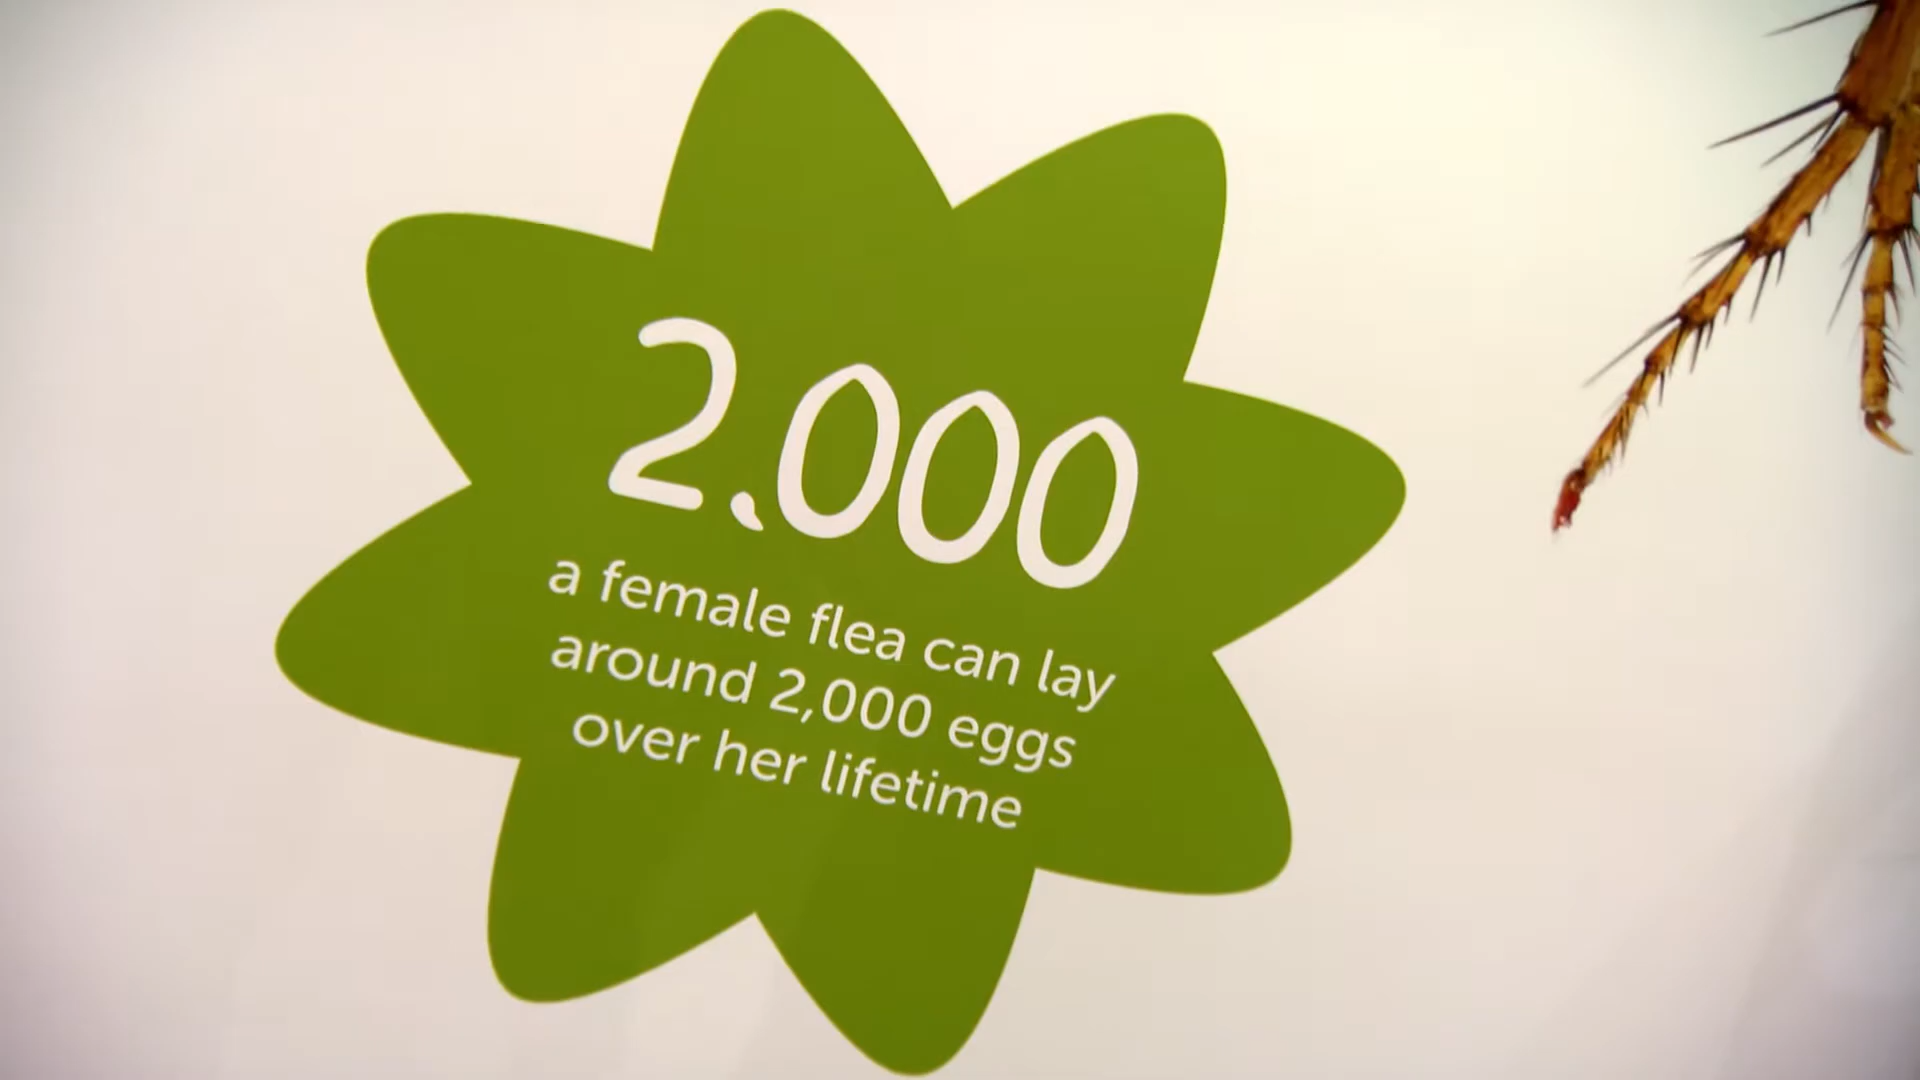 2.000
a female flea can lay
around 2,000 eggs
over her lifetime